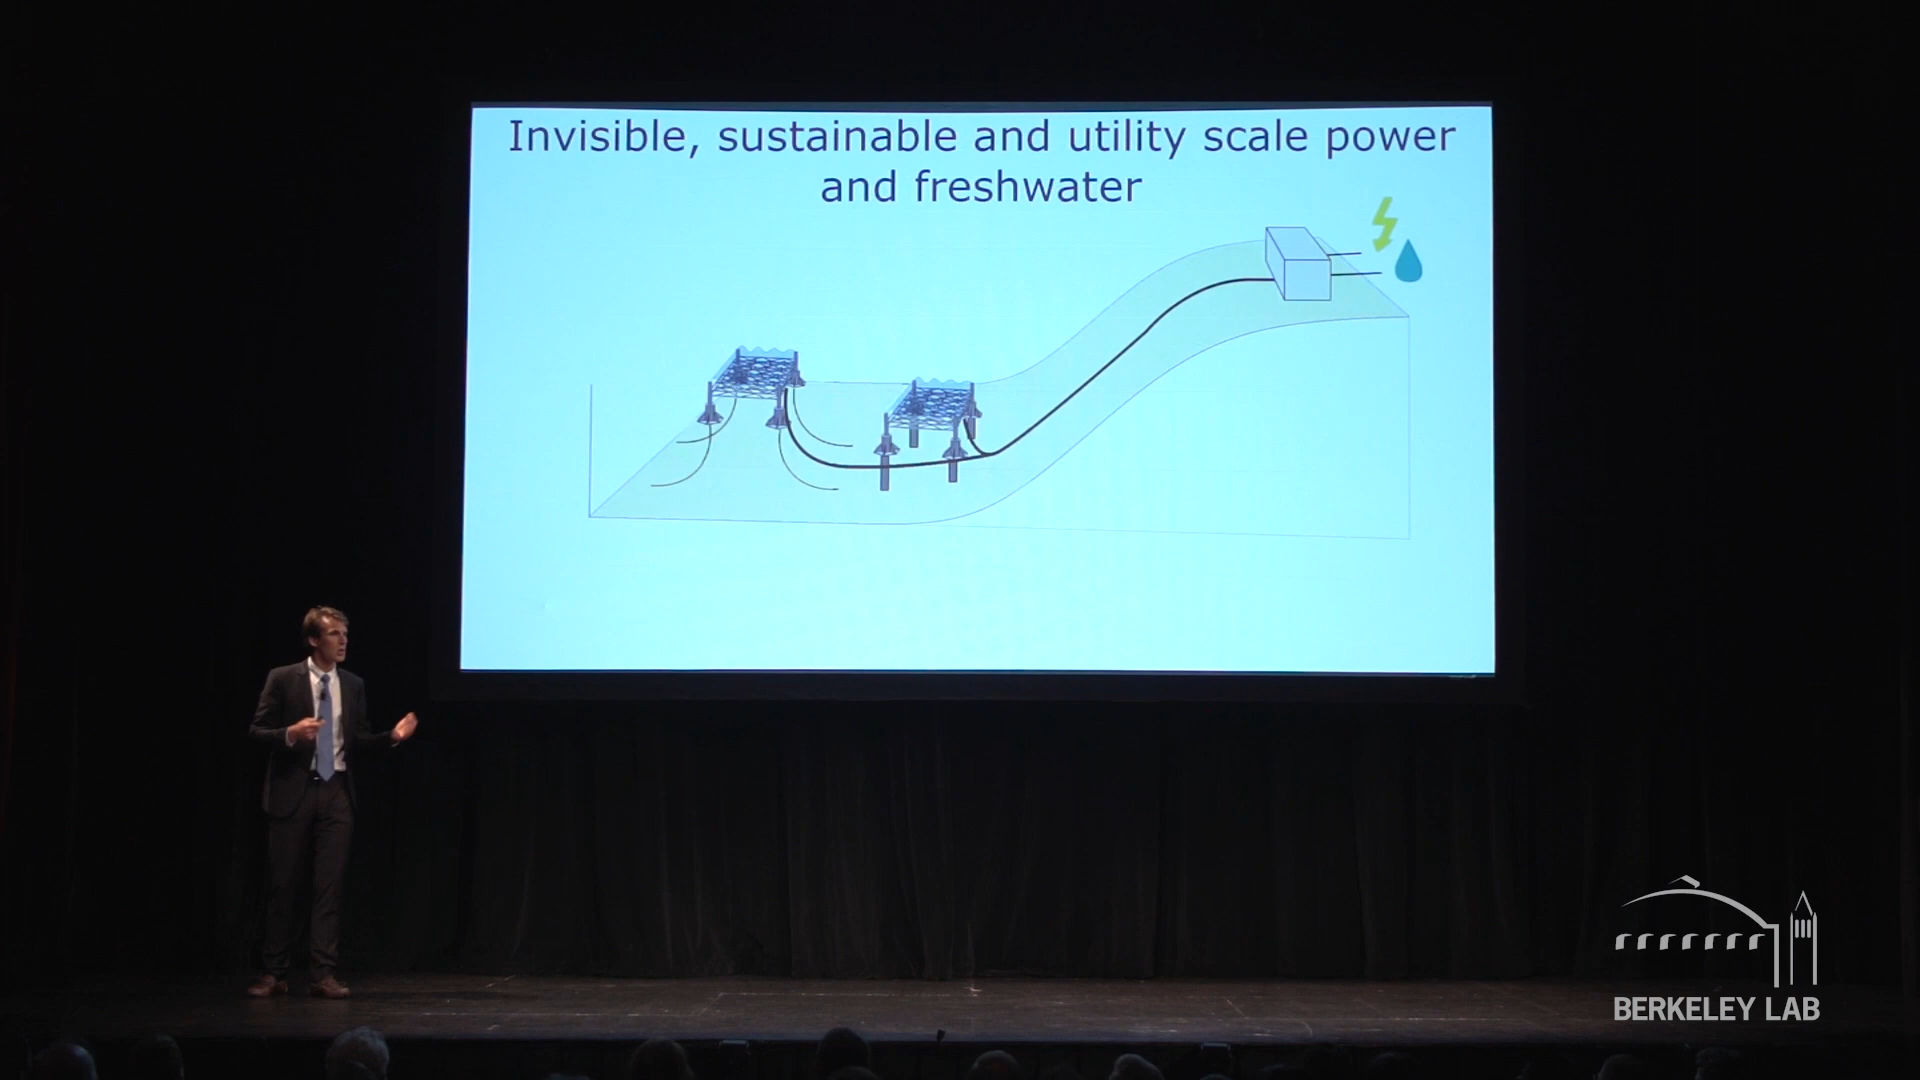 Invisible, sustainable and utility scale power
and freshwater
BERKELEY LAB